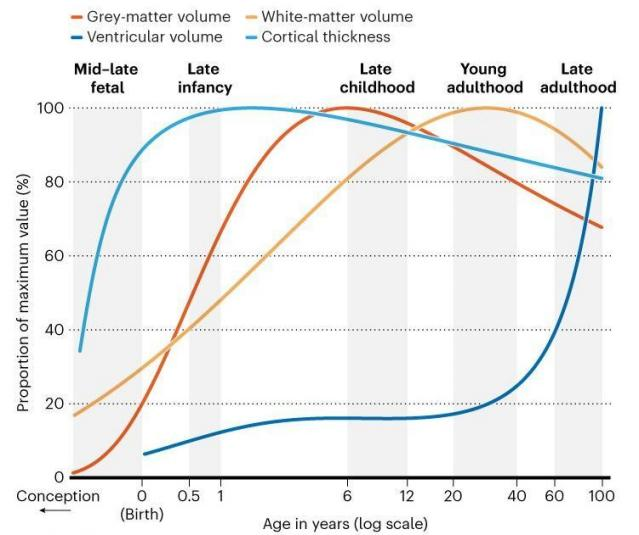 Grey-matter volume White-matter volume
Ventricular volume Cortical thickness
Mid–late fetal
Late infancy
Late childhood
Young adulthood
Late adulthood
Proportion of maximum value (%)
100
80
60
40
20
0
Conception 0 0.5 1 6 12 20 40 60 100
(Birth)
Age in years (log scale)